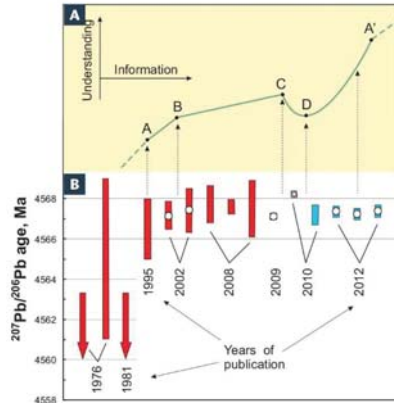 A
Understanding
Information
A
B
C
D
A'
B
²⁰⁷Pb/²⁰⁶Pb age, Ma
4568
4566
4564
4562
4560
4558
1976
1981
1995
2002
2008
2009
2010
2012
Years of
publication